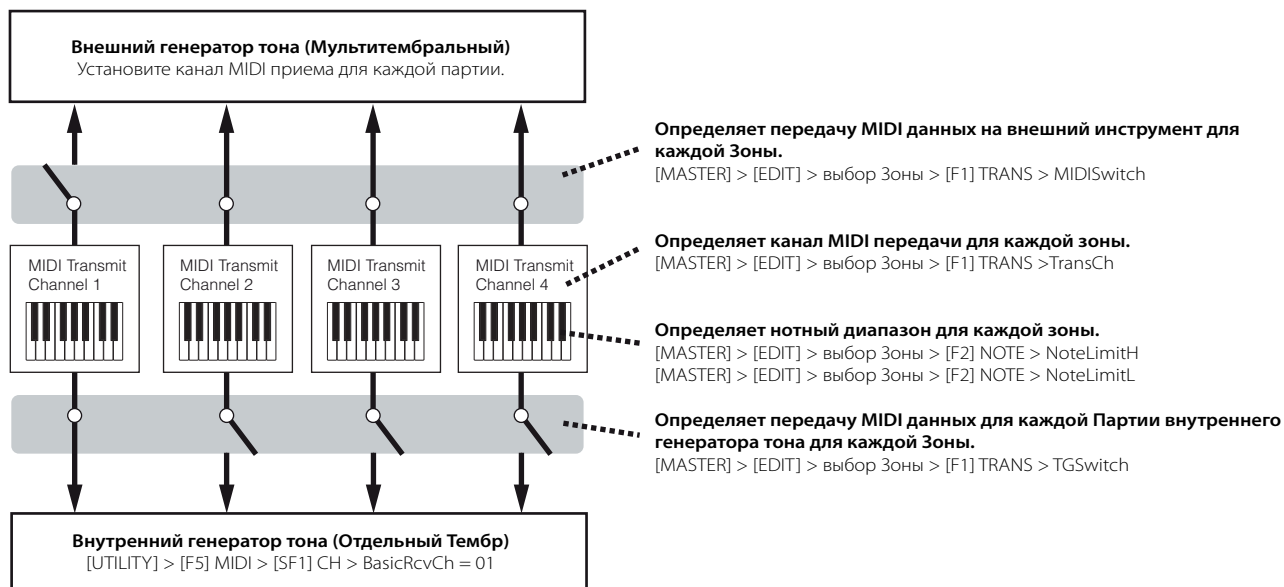 Внешний генератор тона (Мультитембральный)
Установите канал MIDI приема для каждой партии.
Определяет передачу MIDI данных на внешний инструмент для
каждой Зоны.
[MASTER] > [EDIT] > выбор Зоны > [F1] TRANS > MIDISwitch
MIDI Transmit
Channel 1
MIDI Transmit
Channel 2
MIDI Transmit
Channel 3
MIDI Transmit
Channel 4
Определяет канал MIDI передачи для каждой зоны.
[MASTER] > [EDIT] > выбор Зоны > [F1] TRANS >TransCh
Определяет нотный диапазон для каждой зоны.
[MASTER] > [EDIT] > выбор Зоны > [F2] NOTE > NoteLimitH
[MASTER] > [EDIT] > выбор Зоны > [F2] NOTE > NoteLimitL
Определяет передачу MIDI данных для каждой Партии внутреннего
генератора тона для каждой Зоны.
[MASTER] > [EDIT] > выбор Зоны > [F1] TRANS > TGSwitch
Внутренний генератор тона (Отдельный Тембр)
[UTILITY] > [F5] MIDI > [SF1] CH > BasicRcvCh = 01